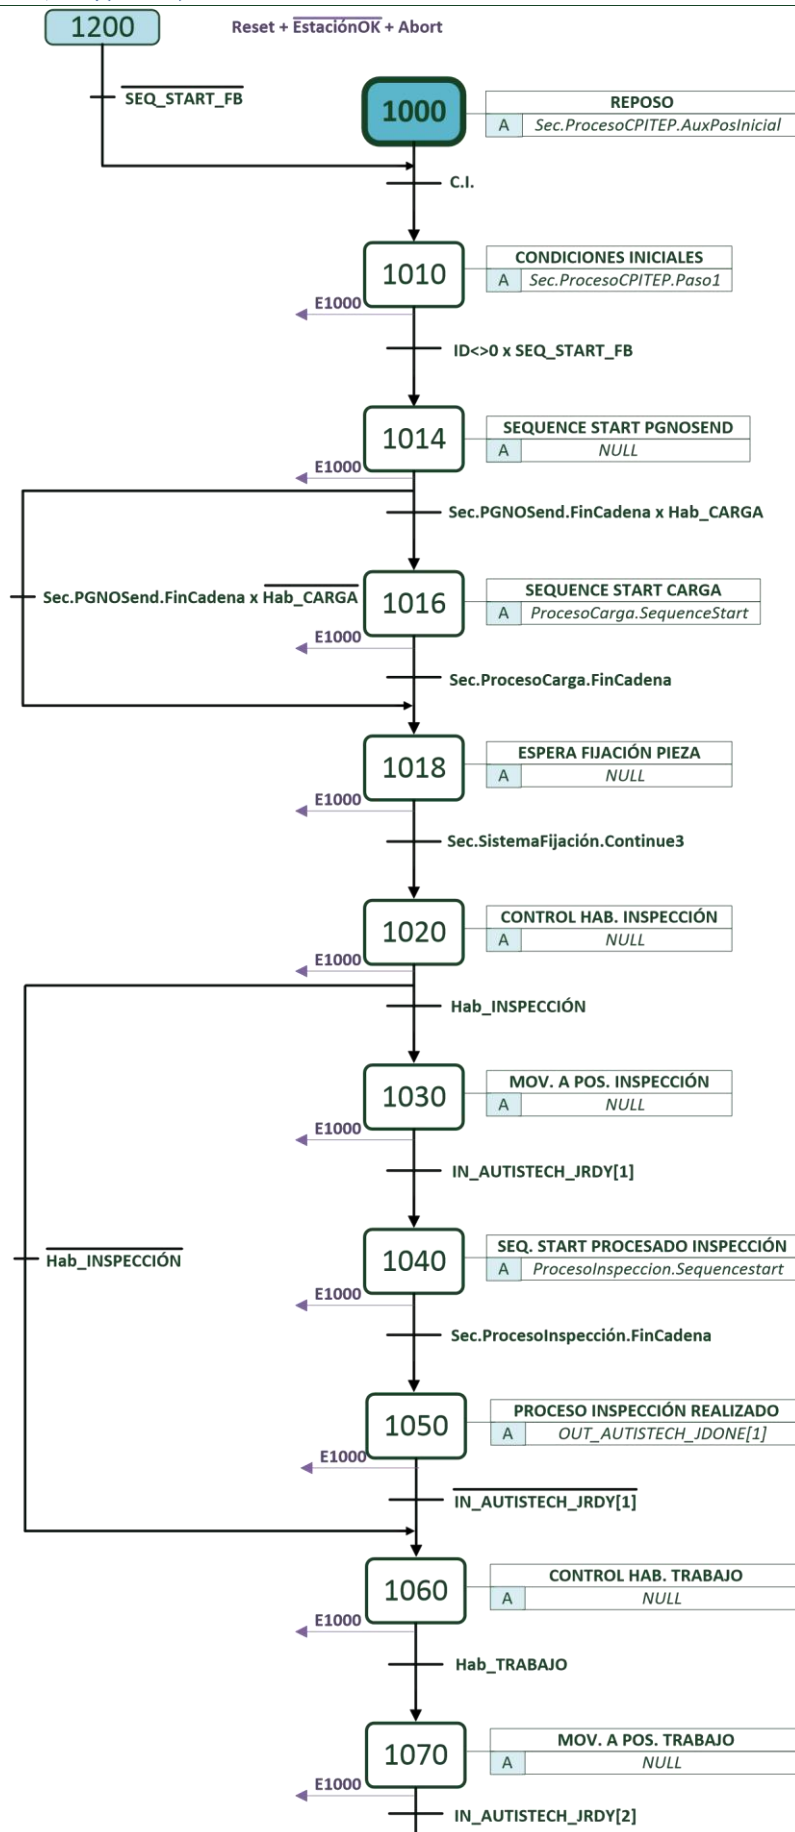 1200
Reset + EstaciónOK + Abort
SEQ_START_FB
1000
REPOSO
A Sec.ProcesoCPITEP.AuxPosInicial
C.I.
1010
CONDICIONES INICIALES
A Sec.ProcesoCPITEP.Paso1
E1000
ID<>0 x SEQ_START_FB
1014
SEQUENCE START PGNOSEND
A NULL
E1000
Sec.PGNOSend.FinCadena x Hab_CARGA
Sec.PGNOSend.FinCadena x Hab_CARGA
1016
SEQUENCE START CARGA
A ProcesoCarga.SequenceStart
E1000
Sec.ProcesoCarga.FinCadena
1018
ESPERA FIJACIÓN PIEZA
A NULL
E1000
Sec.SistemaFijación.Continue3
1020
CONTROL HAB. INSPECCIÓN
A NULL
E1000
Hab_INSPECCIÓN
1030
MOV. A POS. INSPECCIÓN
A NULL
E1000
IN_AUTISTECH_JRDY[1]
Hab_INSPECCIÓN
1040
SEQ. START PROCESADO INSPECCIÓN
A ProcesoInspeccion.Sequencestart
E1000
Sec.ProcesoInspección.FinCadena
1050
PROCESO INSPECCIÓN REALIZADO
A OUT_AUTISTECH_JDONE[1]
E1000
IN_AUTISTECH_JRDY[1]
1060
CONTROL HAB. TRABAJO
A NULL
E1000
Hab_TRABAJO
1070
MOV. A POS. TRABAJO
A NULL
E1000
IN_AUTISTECH_JRDY[2]